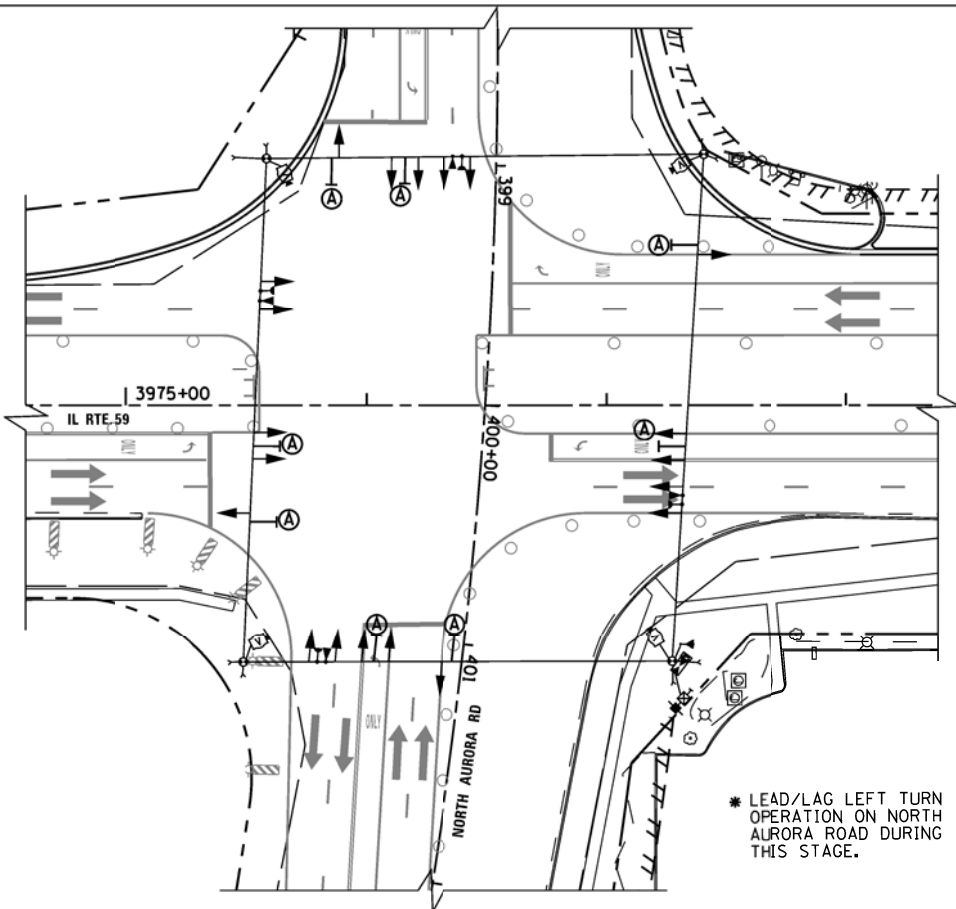 399
A
A
A
A
ONLY
3975+00
IL RTE.59
400+00
ONLY
A
A
ONLY
A
A
A
401
ONLY
NORTH AURORA RD
* LEAD/LAG LEFT TURN
OPERATION ON NORTH
AURORA ROAD DURING
THIS STAGE.